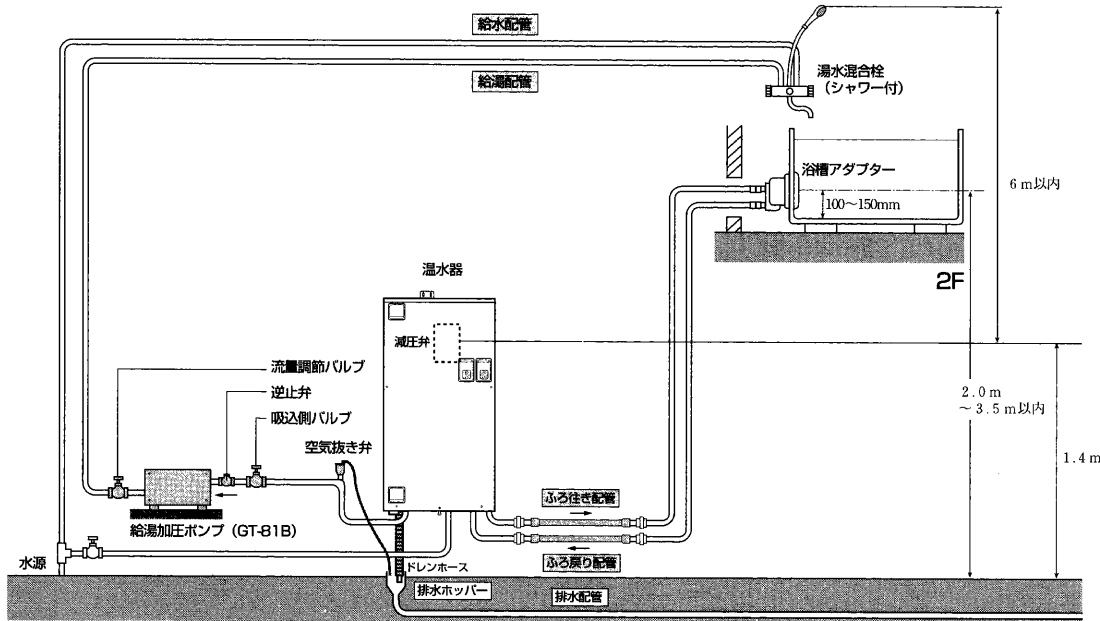 給水配管
給湯配管
湯水混合栓
（シャワー付）
浴槽アダプター
100～150mm
6m以内
2F
温水器
減圧弁
流量調節バルブ
逆止弁
吸込側バルブ
空気抜き弁
2.0m
～3.5m以内
1.4m
ふろ往き配管
給湯加圧ポンプ（GT-81B）
水源
ふろ戻り配管
ドレンホース
排水ホッパー
排水配管